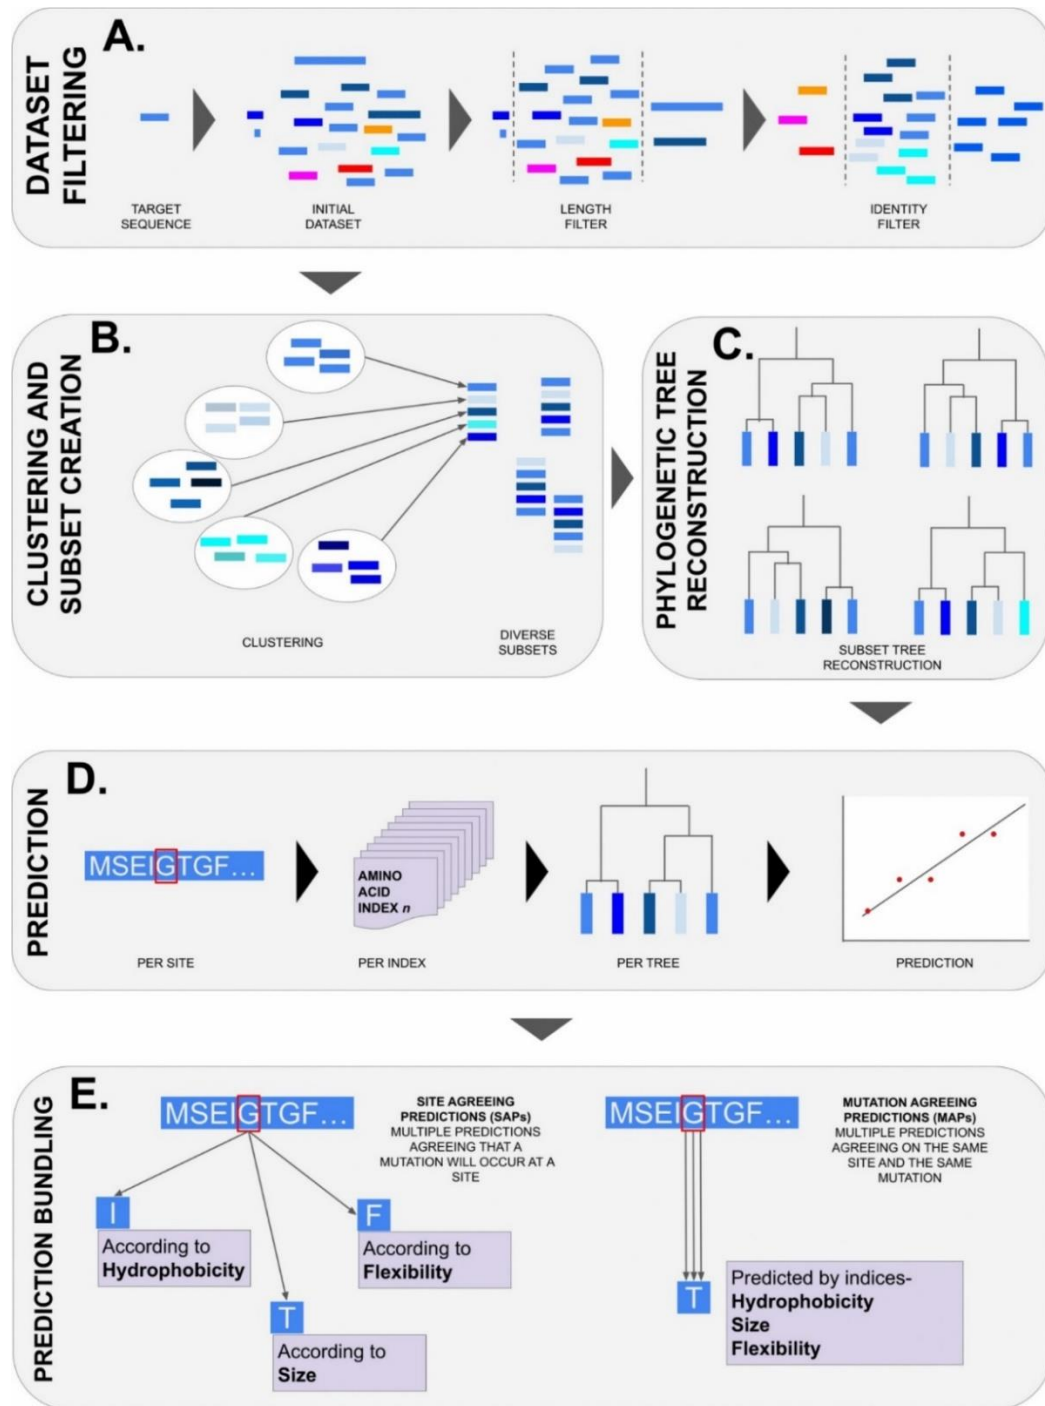 A.
DATASET
FILTERING
TARGET
SEQUENCE
INITIAL
DATASET
LENGTH
FILTER
IDENTITY
FILTER
B.
CLUSTERING AND
SUBSET CREATION
CLUSTERING
DIVERSE
SUBSETS
C.
PHYLOGENETIC TREE
RECONSTRUCTION
SUBSET TREE
RECONSTRUCTION
D.
PREDICTION
MSEIGTGF...
PER SITE
AMINO
ACID
INDEX n
PER INDEX
PER TREE
PREDICTION
E.
PREDICTION BUNDLING
MSEIGTGF...
SITE AGREEING
PREDICTIONS (SAPs)
MULTIPLE PREDICTIONS
AGREEING THAT A
MUTATION WILL OCCUR AT A
SITE
I
According to
Hydrophobicity
T
According to
Size
F
According to
Flexibility
MSEIGTGF...
MUTATION AGREEING
PREDICTIONS (MAPs)
MULTIPLE PREDICTIONS
AGREEING ON THE SAME
SITE AND THE SAME
MUTATION
T
Predicted by indices-
Hydrophobicity
Size
Flexibility